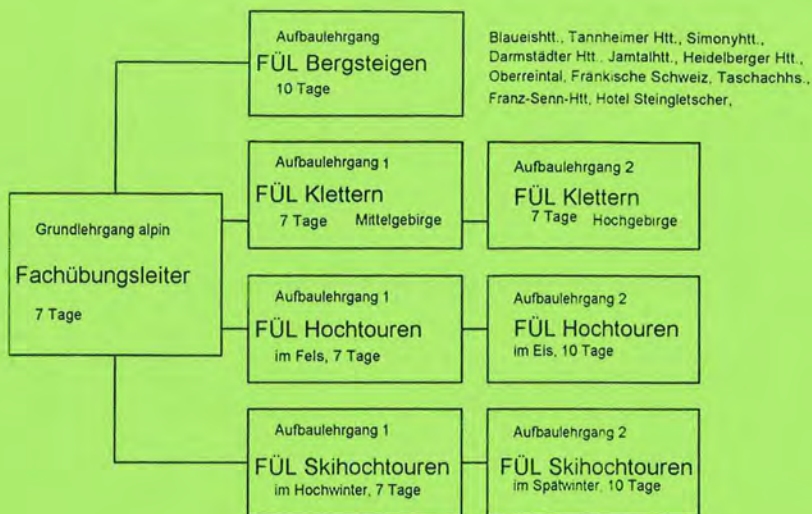 Aufbaulehrgang
FÜL Bergsteigen
10 Tage
Blaueishtt., Tannheimer Htt., Simonyhtt.,
Darmstädter Htt. Jamtalhtt., Heidelberger Htt.,
Oberreintal, Fränkische Schweiz, Taschachhs.,
Franz-Senn-Htt, Hotel Steingletscher,
Grundlehrgang alpin
Fachübungsleiter
7 Tage
Aufbaulehrgang 1
FÜL Klettern
7 Tage Mittelgebirge
Aufbaulehrgang 2
FÜL Klettern
7 Tage Hochgebirge
Aufbaulehrgang 1
FÜL Hochtouren
im Fels, 7 Tage
Aufbaulehrgang 2
FÜL Hochtouren
im Eis, 10 Tage
Aufbaulehrgang 1
FÜL Skihochtouren
im Hochwinter, 7 Tage
Aufbaulehrgang 2
FÜL Skihochtouren
im Spätwinter, 10 Tage